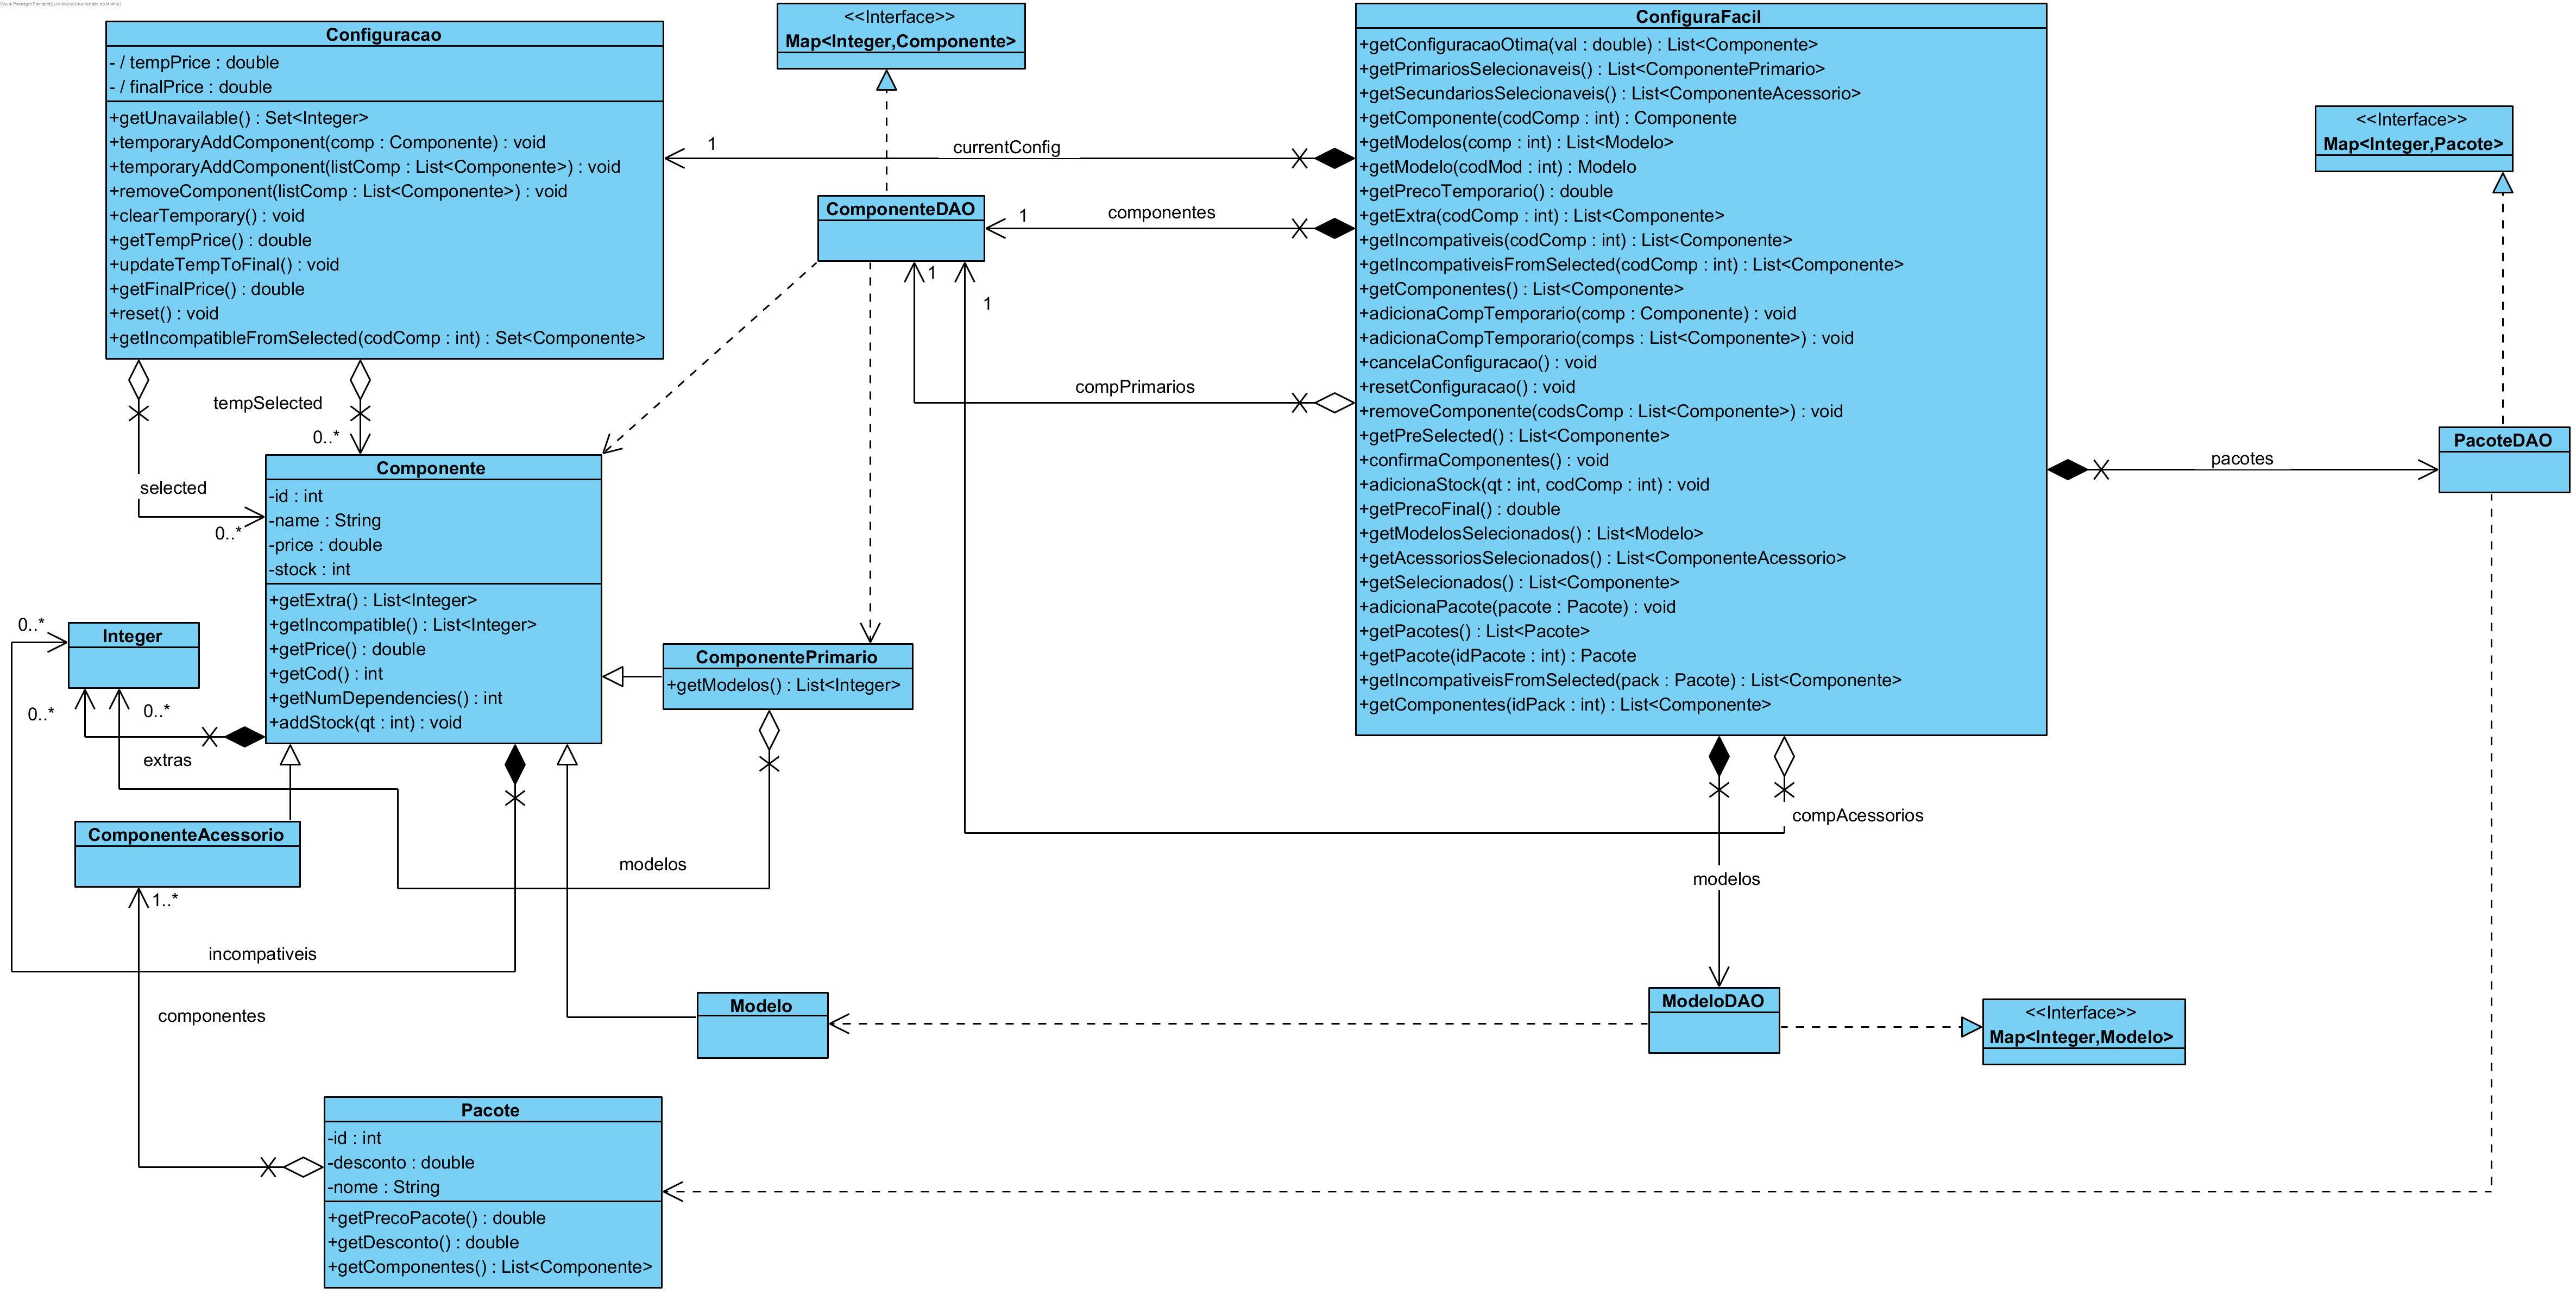 Visual Paradigm Standard(Luis Alves(Universidade do Minho))
Configuracao
- / tempPrice : double
- / finalPrice : double
+getUnavailable() : Set<Integer>
+temporaryAddComponent(comp : Componente) : void
+temporaryAddComponent(listComp : List<Componente>) : void
+removeComponent(listComp : List<Componente>) : void
+clearTemporary() : void
+getTempPrice() : double
+updateTempToFinal() : void
+getFinalPrice() : double
+reset() : void
+getIncompatibleFromSelected(codComp : int) : Set<Componente>
<<Interface>>
Map<Integer,Componente>
ConfiguraFacil
+getConfiguracaoOtima(val : double) : List<Componente>
+getPrimariosSelecionaveis() : List<ComponentePrimario>
+getSecundariosSelecionaveis() : List<ComponenteAcessorio>
+getComponente(codComp : int) : Componente
+getModelos(comp : int) : List<Modelo>
+getModelo(codMod : int) : Modelo
+getPrecoTemporario() : double
+getExtra(codComp : int) : List<Componente>
+getIncompativeis(codComp : int) : List<Componente>
+getIncompativeisFromSelected(codComp : int) : List<Componente>
+getComponentes() : List<Componente>
+adicionaCompTemporario(comp : Componente) : void
+adicionaCompTemporario(comps : List<Componente>) : void
+cancelaConfiguracao() : void
+resetConfiguracao() : void
+removeComponente(codsComp : List<Componente>) : void
+getPreSelected() : List<Componente>
+confirmaComponentes() : void
+adicionaStock(qt : int, codComp : int) : void
+getPrecoFinal() : double
+getModelosSelecionados() : List<Modelo>
+getAcessoriosSelecionados() : List<ComponenteAcessorio>
+getSelecionados() : List<Componente>
+adicionaPacote(pacote : Pacote) : void
+getPacotes() : List<Pacote>
+getPacote(idPacote : int) : Pacote
+getIncompativeisFromSelected(pack : Pacote) : List<Componente>
+getComponentes(idPack : int) : List<Componente>
<<Interface>>
Map<Integer,Pacote>
1
currentConfig
ComponenteDAO
1
componentes
1
1
compPrimarios
tempSelected
0..*
selected
0..*
PacoteDAO
pacotes
Componente
-id : int
-name : String
-price : double
-stock : int
+getExtra() : List<Integer>
+getIncompatible() : List<Integer>
+getPrice() : double
+getCod() : int
+getNumDependencies() : int
+addStock(qt : int) : void
0..*
Integer
0..*
0..*
extras
ComponentePrimario
+getModelos() : List<Integer>
ComponenteAcessorio
1..*
modelos
compAcessorios
modelos
incompativeis
componentes
Modelo
ModeloDAO
<<Interface>>
Map<Integer,Modelo>
Pacote
-id : int
-desconto : double
-nome : String
+getPrecoPacote() : double
+getDesconto() : double
+getComponentes() : List<Componente>